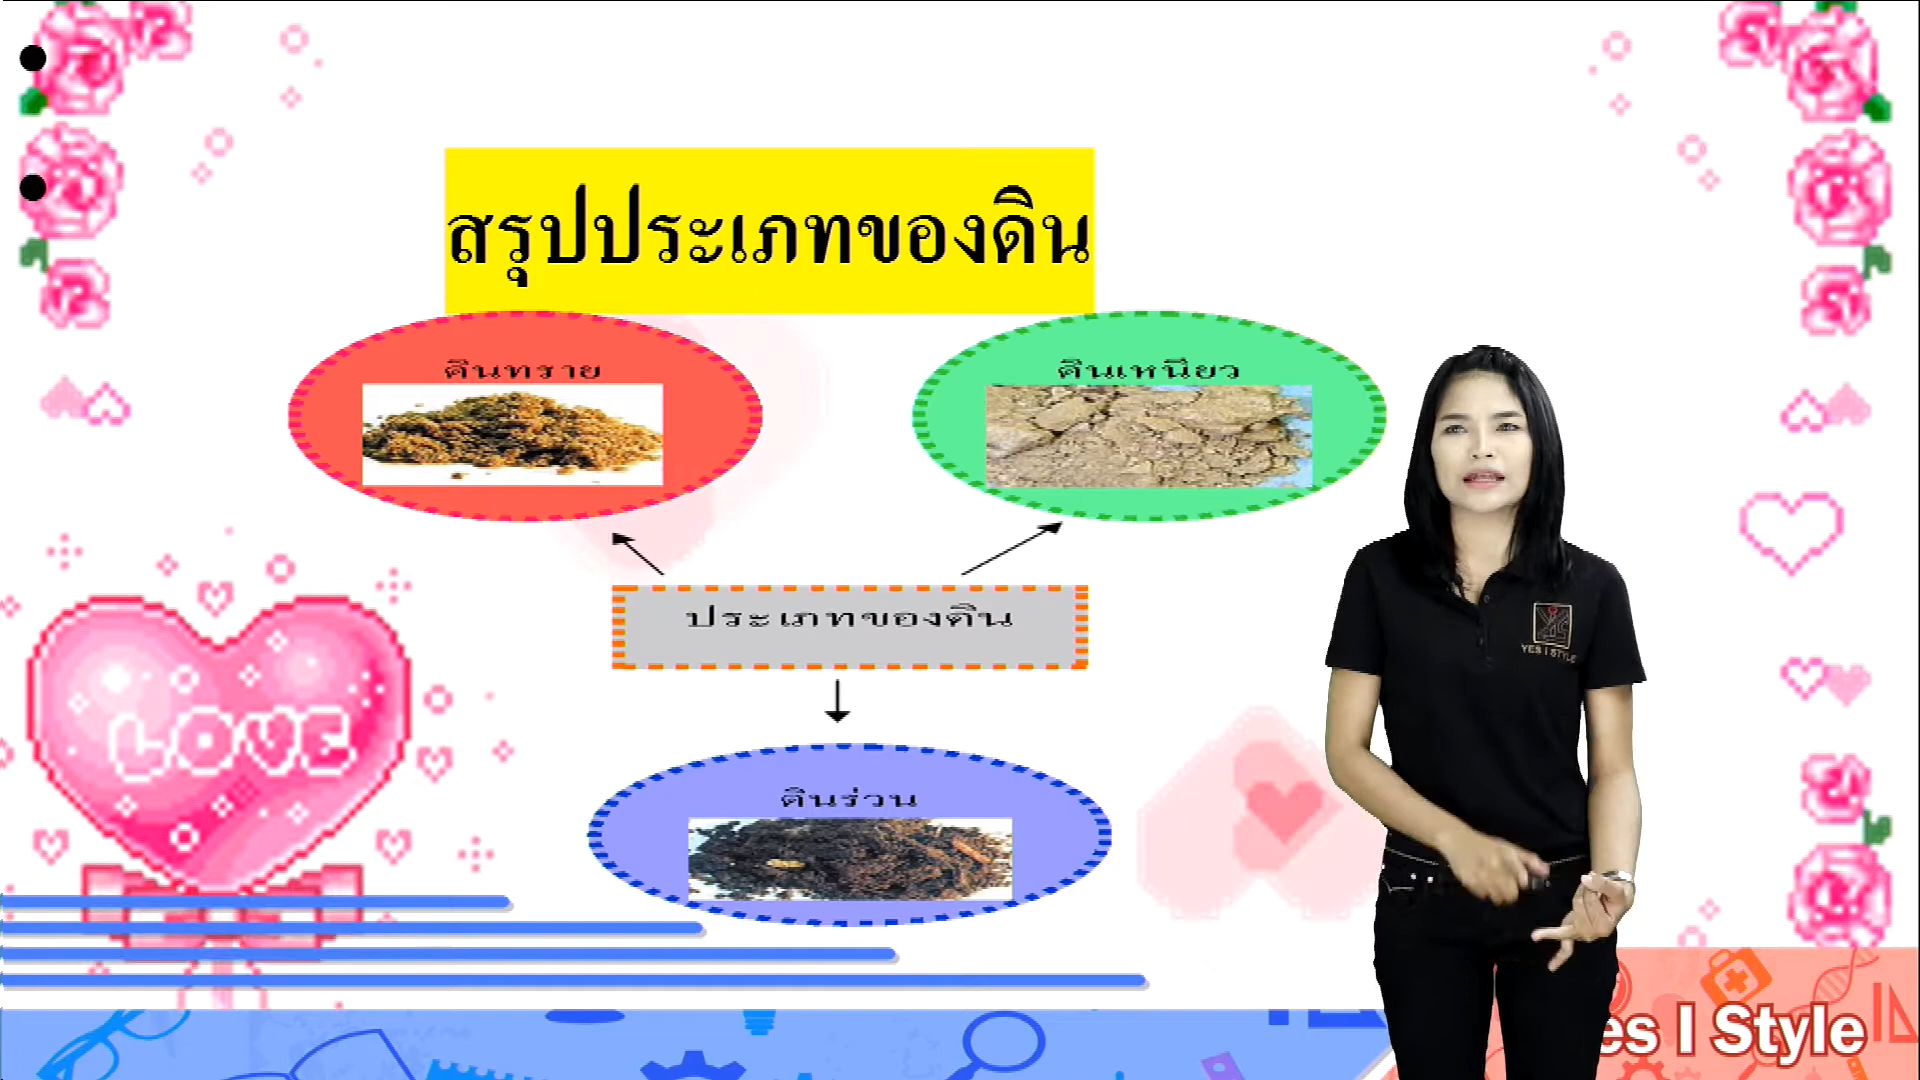 สรุปประเภทของดิน
ดินทราย
ดินเหนียว
ประเภทของดิน
ดินร่วน
LOVE
YES I STYLE
es I Style